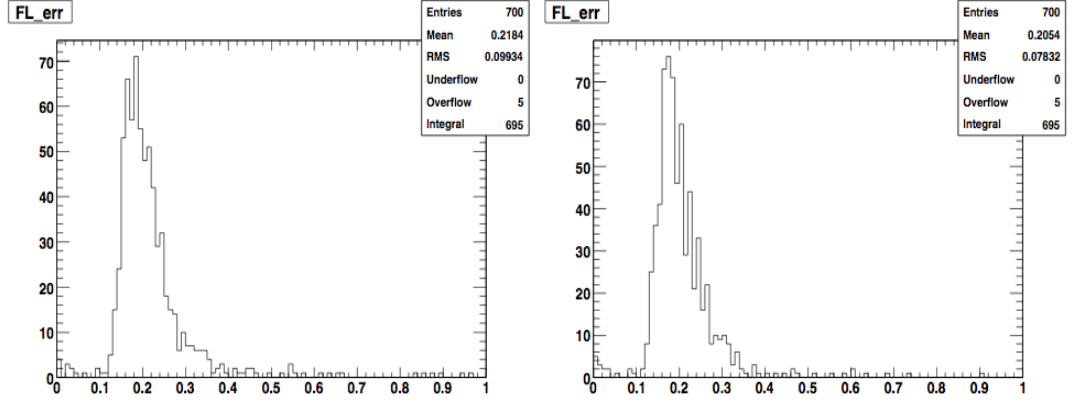 FL_err
Entries 700
Mean 0.2184
RMS 0.09934
Underflow 0
Overflow 5
Integral 695
70
60
50
40
30
20
10
0
0 0.1 0.2 0.3 0.4 0.5 0.6 0.7 0.8 0.9 1
FL_err
Entries 700
Mean 0.2054
RMS 0.07832
Underflow 0
Overflow 5
Integral 695
70
60
50
40
30
20
10
0
0 0.1 0.2 0.3 0.4 0.5 0.6 0.7 0.8 0.9 1